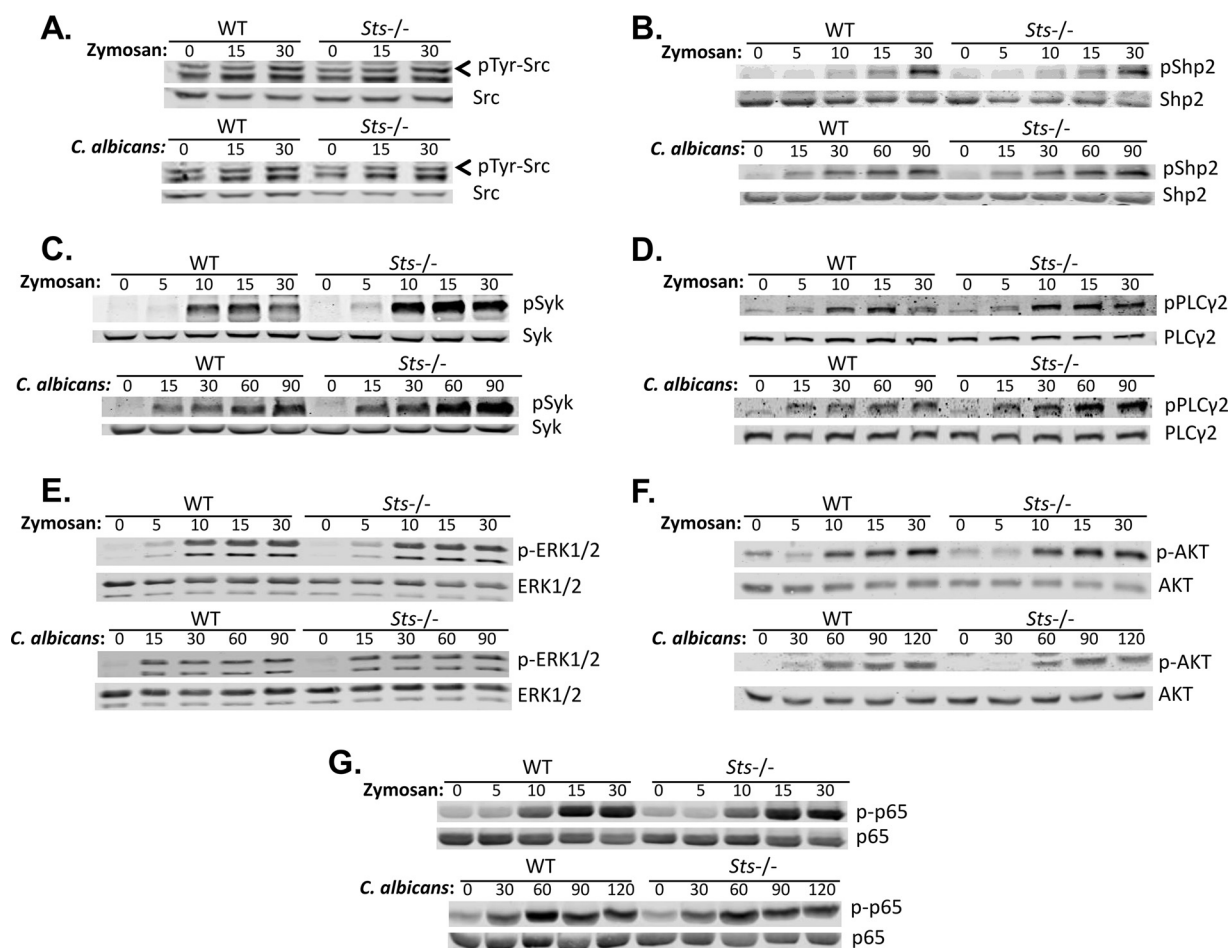 A.
WT Sts-/-
Zymosan: 0 15 30 0 15 30
pTyr-Src
Src
WT Sts-/-
C. albicans: 0 15 30 0 15 30
pTyr-Src
Src
B.
WT Sts-/-
Zymosan: 0 5 10 15 30 0 5 10 15 30
pShp2
Shp2
WT Sts-/-
C. albicans: 0 15 30 60 90 0 15 30 60 90
pShp2
Shp2
C.
WT Sts-/-
Zymosan: 0 5 10 15 30 0 5 10 15 30
pSyk
Syk
WT Sts-/-
C. albicans: 0 15 30 60 90 0 15 30 60 90
pSyk
Syk
D.
WT Sts-/-
Zymosan: 0 5 10 15 30 0 5 10 15 30
pPLCγ2
PLCγ2
WT Sts-/-
C. albicans: 0 15 30 60 90 0 15 30 60 90
pPLCγ2
PLCγ2
E.
WT Sts-/-
Zymosan: 0 5 10 15 30 0 5 10 15 30
p-ERK1/2
ERK1/2
WT Sts-/-
C. albicans: 0 15 30 60 90 0 15 30 60 90
p-ERK1/2
ERK1/2
F.
WT Sts-/-
Zymosan: 0 5 10 15 30 0 5 10 15 30
p-AKT
AKT
WT Sts-/-
C. albicans: 0 30 60 90 120 0 30 60 90 120
p-AKT
AKT
G.
WT Sts-/-
Zymosan: 0 5 10 15 30 0 5 10 15 30
p-p65
p65
WT Sts-/-
C. albicans: 0 30 60 90 120 0 30 60 90 120
p-p65
p65